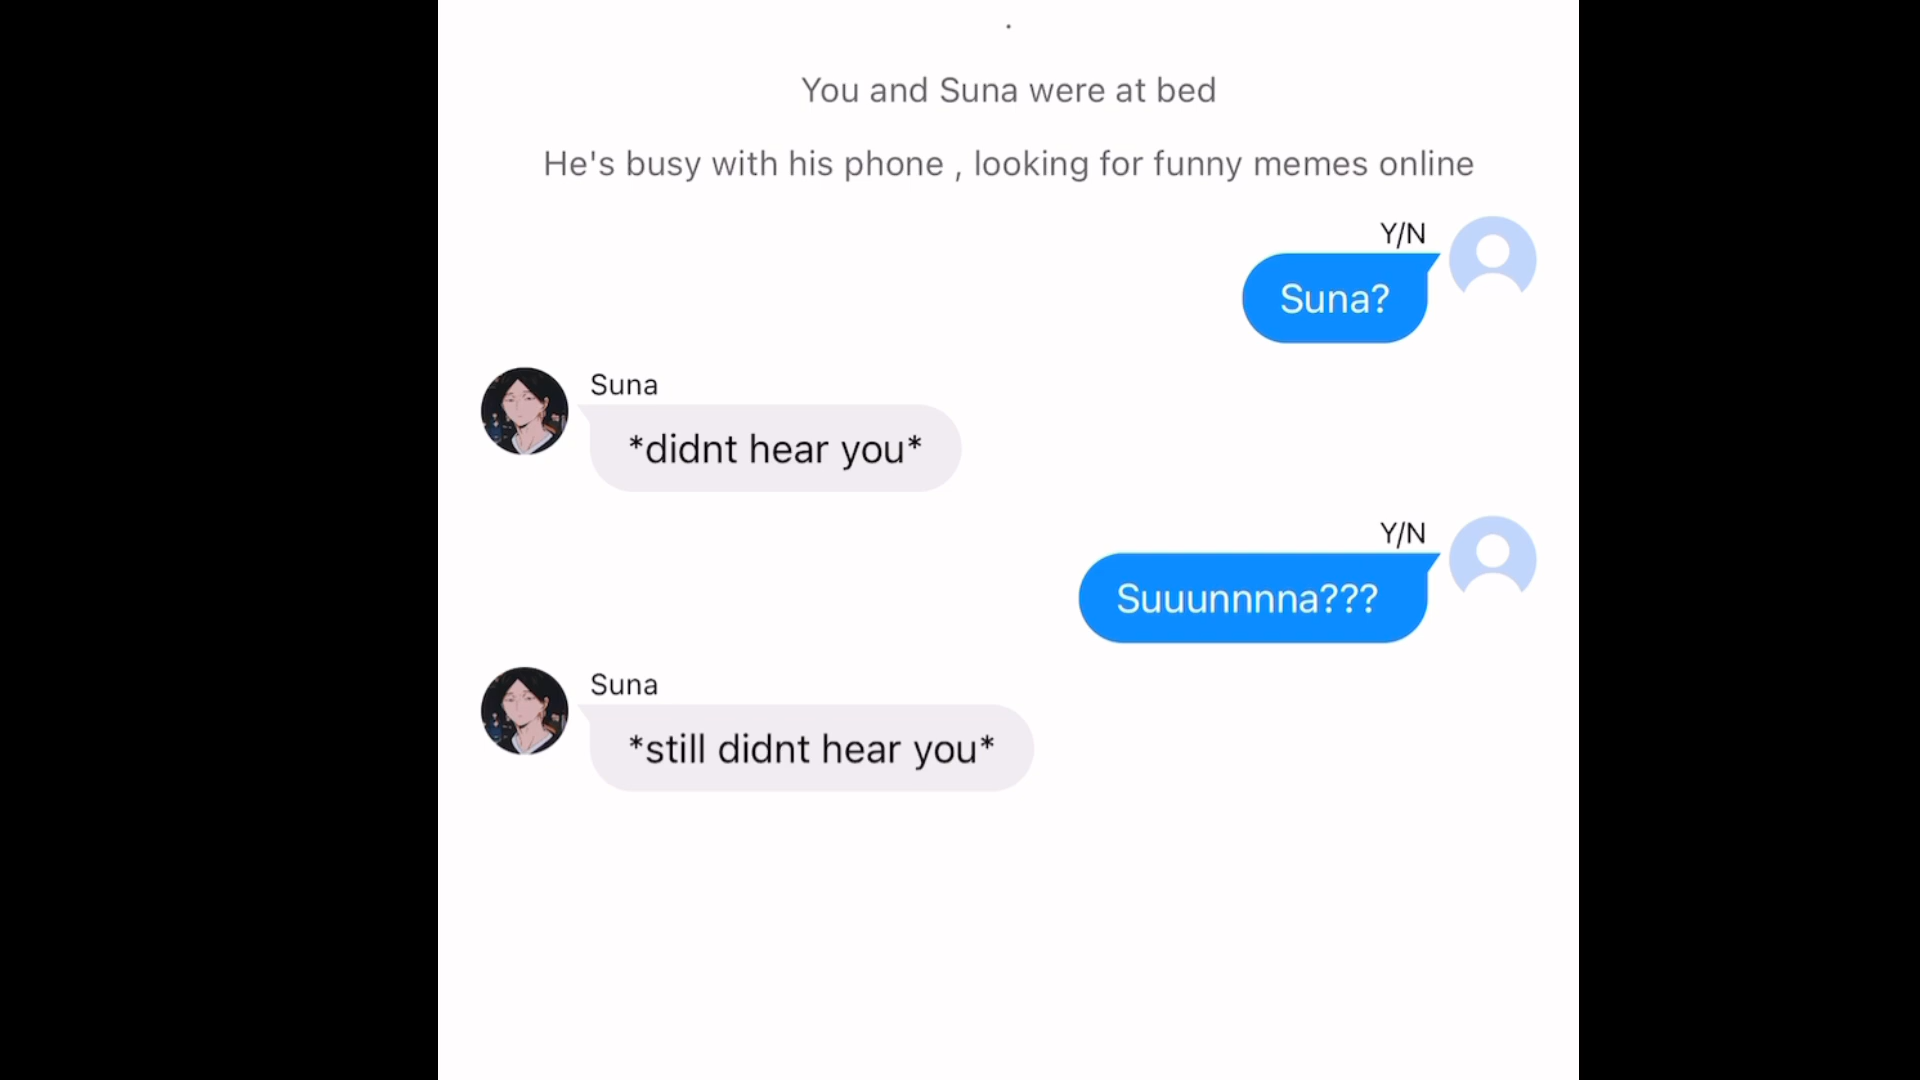 You and Suna were at bed
He's busy with his phone , looking for funny memes online
Y/N
Suna?
Suna
*didnt hear you*
Y/N
Suuunnnna???
Suna
*still didnt hear you*